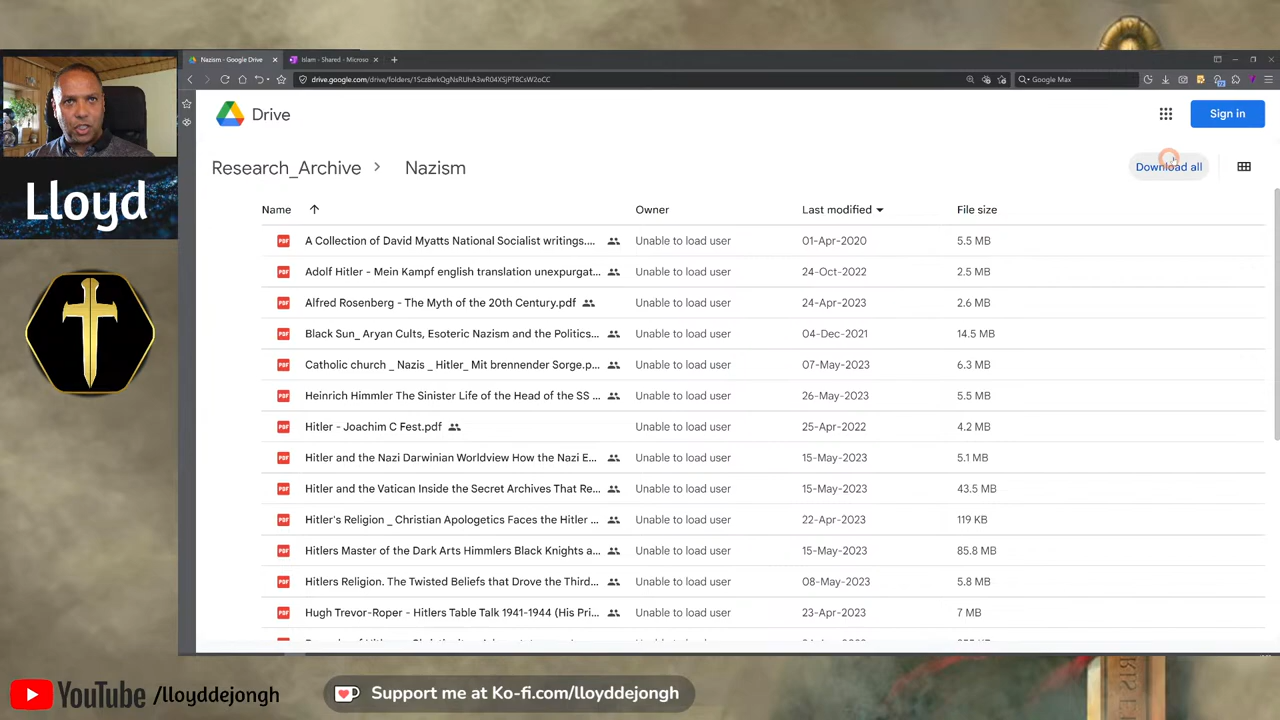 Nazism - Google Drive
Islam - Shared - Microso
Google Max
Drive
Sign in
Research_Archive > Nazism
Download all
Name Owner Last modified File size
A Collection of David Myatts National Socialist writings.... Unable to load user 01-Apr-2020 5.5 MB
Adolf Hitler - Mein Kampf english translation unexpurgat... Unable to load user 24-Oct-2022 2.5 MB
Alfred Rosenberg - The Myth of the 20th Century.pdf Unable to load user 24-Apr-2023 2.6 MB
Black Sun_ Aryan Cults, Esoteric Nazism and the Politics... Unable to load user 04-Dec-2021 14.5 MB
Catholic church _ Nazis _ Hitler_ Mit brennender Sorge.p... Unable to load user 07-May-2023 6.3 MB
Heinrich Himmler The Sinister Life of the Head of the SS ... Unable to load user 26-May-2023 5.5 MB
Hitler - Joachim C Fest.pdf Unable to load user 25-Apr-2022 4.2 MB
Hitler and the Nazi Darwinian Worldview How the Nazi E... Unable to load user 15-May-2023 5.1 MB
Hitler and the Vatican Inside the Secret Archives That Re... Unable to load user 15-May-2023 43.5 MB
Hitler's Religion _ Christian Apologetics Faces the Hitler ... Unable to load user 22-Apr-2023 119 KB
Hitlers Master of the Dark Arts Himmlers Black Knights a... Unable to load user 15-May-2023 85.8 MB
Hitlers Religion. The Twisted Beliefs that Drove the Third... Unable to load user 08-May-2023 5.8 MB
Hugh Trevor-Roper - Hitlers Table Talk 1941-1944 (His Pri... Unable to load user 23-Apr-2023 7 MB
Lloyd
YouTube /lloyddejongh
Support me at Ko-fi.com/lloyddejongh